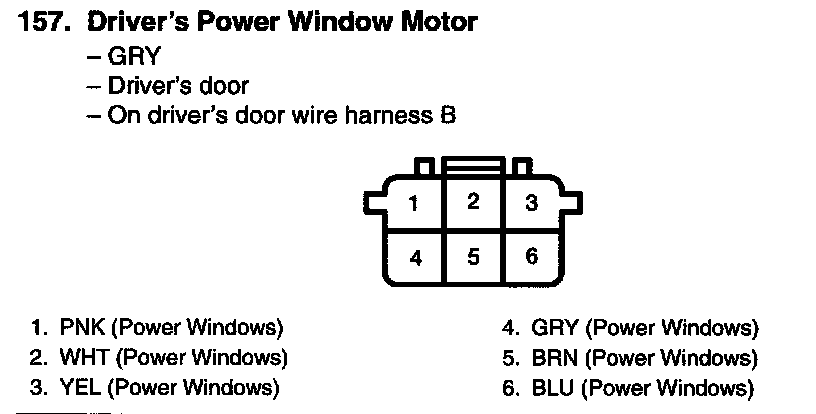 157. Driver's Power Window Motor
– GRY
– Driver's door
– On driver's door wire harness B
1 2 3
4 5 6
1. PNK (Power Windows)
2. WHT (Power Windows)
3. YEL (Power Windows)
4. GRY (Power Windows)
5. BRN (Power Windows)
6. BLU (Power Windows)